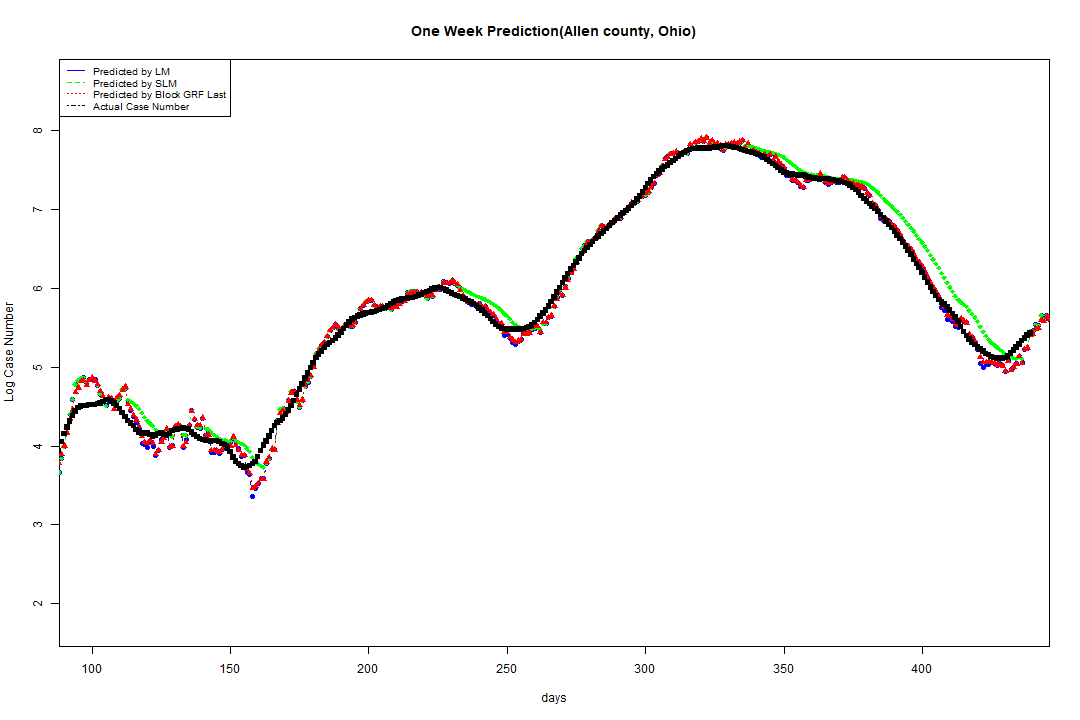 One Week Prediction(Allen county, Ohio)
Predicted by LM
Predicted by SLM
Predicted by Block GRF Last
Actual Case Number
8
7
6
5
4
3
2
Log Case Number
100 150 200 250 300 350 400
days